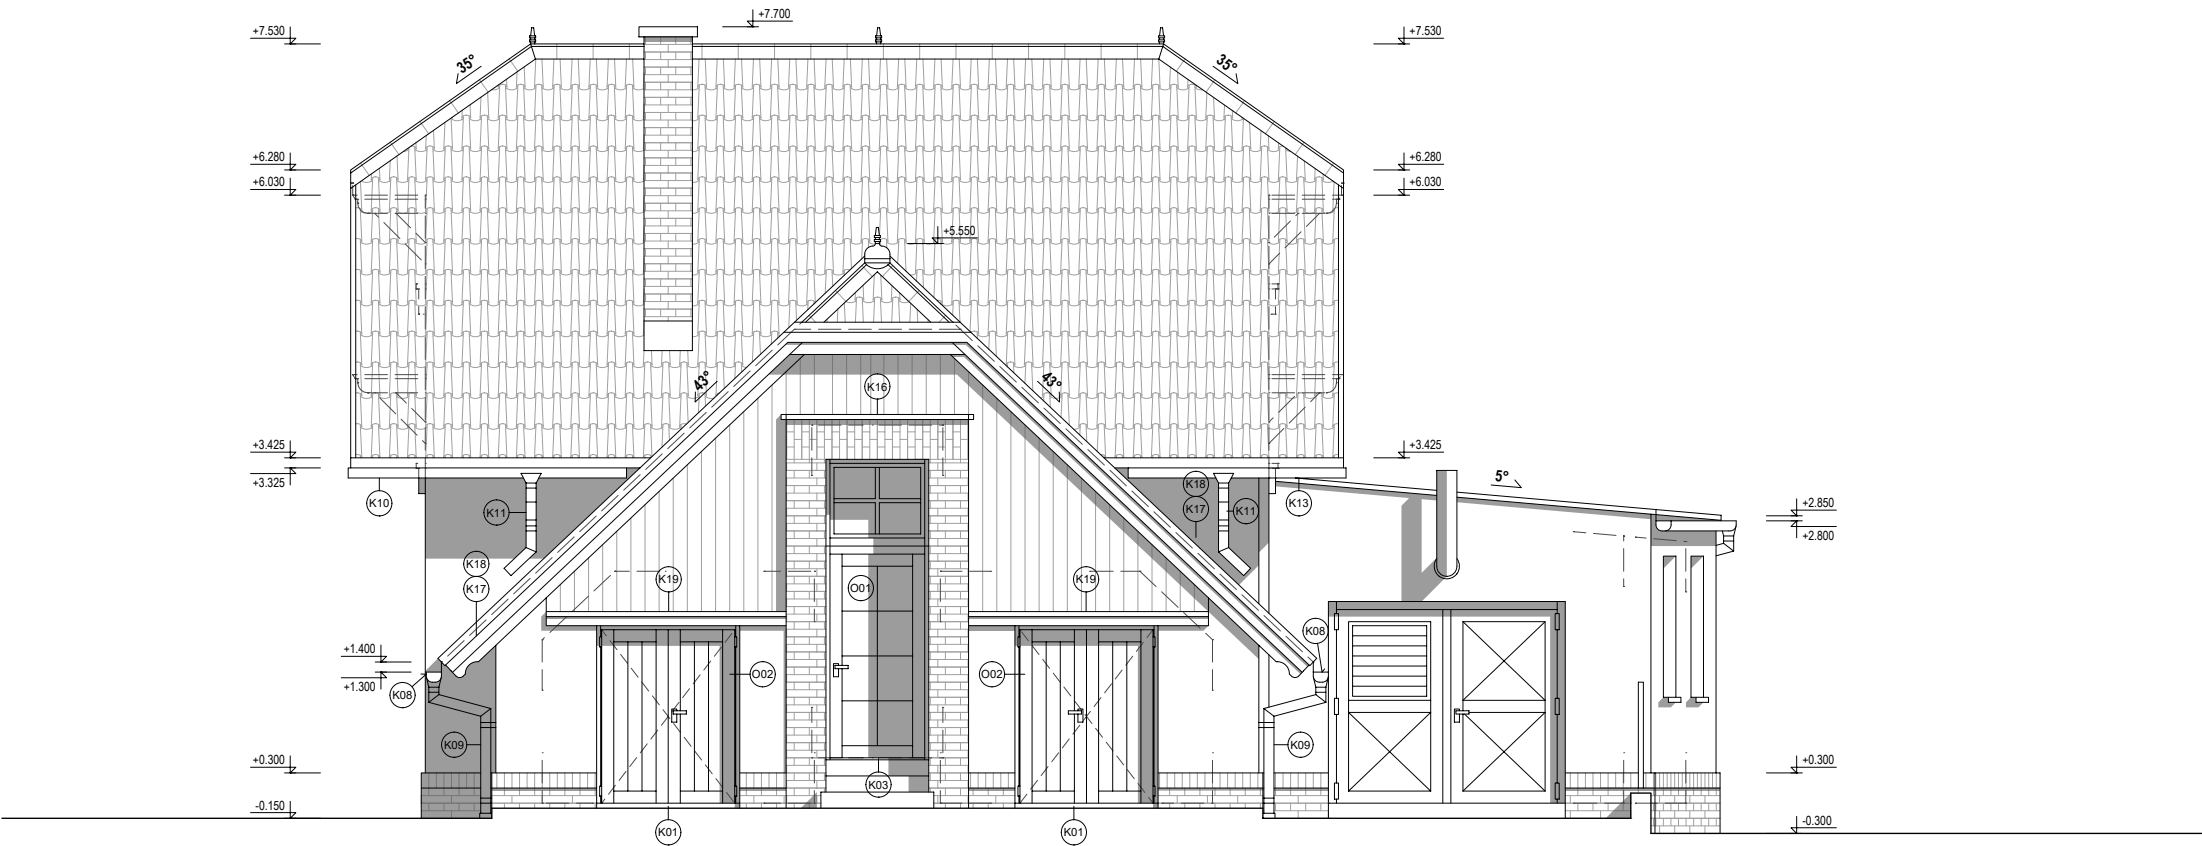 +7.700
+7.530
+7.530
35°
35°
+6.280
+6.280
+6.030
+6.030
+5.550
43°
43°
K16
+3.425
+3.425
+3.325
K10
K11
K18
K17
K11
K13
5°
+2.850
+2.800
K18
K17
K19
O01
K19
+1.400
+1.300
K08
K08
O02
O02
K09
K09
+0.300
+0.300
K03
-0.150
-0.300
K01
K01